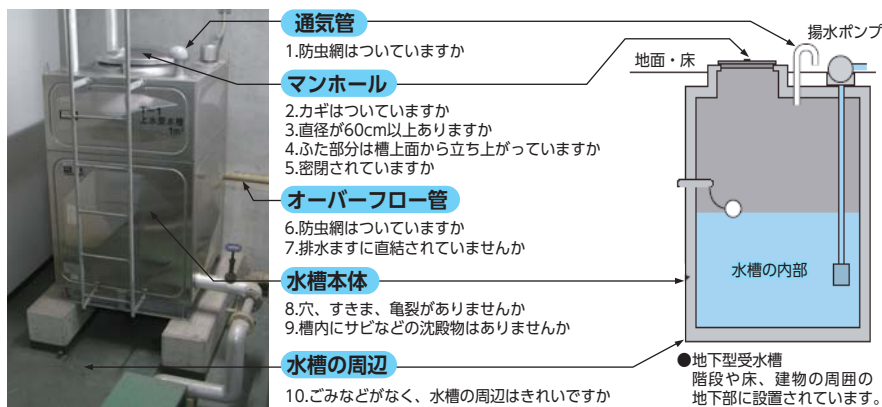 通気管
1.防虫網はついていますか
マンホール
2.カギはついていますか
3.直径が60cm以上ありますか
4.ふた部分は槽上面から立ち上がっていますか
5.密閉されていますか
オーバーフロー管
6.防虫網はついていますか
7.排水ますに直結されていませんか
水槽本体
8.穴、すきま、亀裂がありませんか
9.槽内にサビなどの沈殿物はありませんか
水槽の周辺
10.ごみなどがなく、水槽の周辺はきれいですか
T-1
上水受水槽
1m³
揚水ポンプ
地面・床
水槽の内部
●地下型受水槽
階段や床、建物の周囲の
地下部に設置されています。